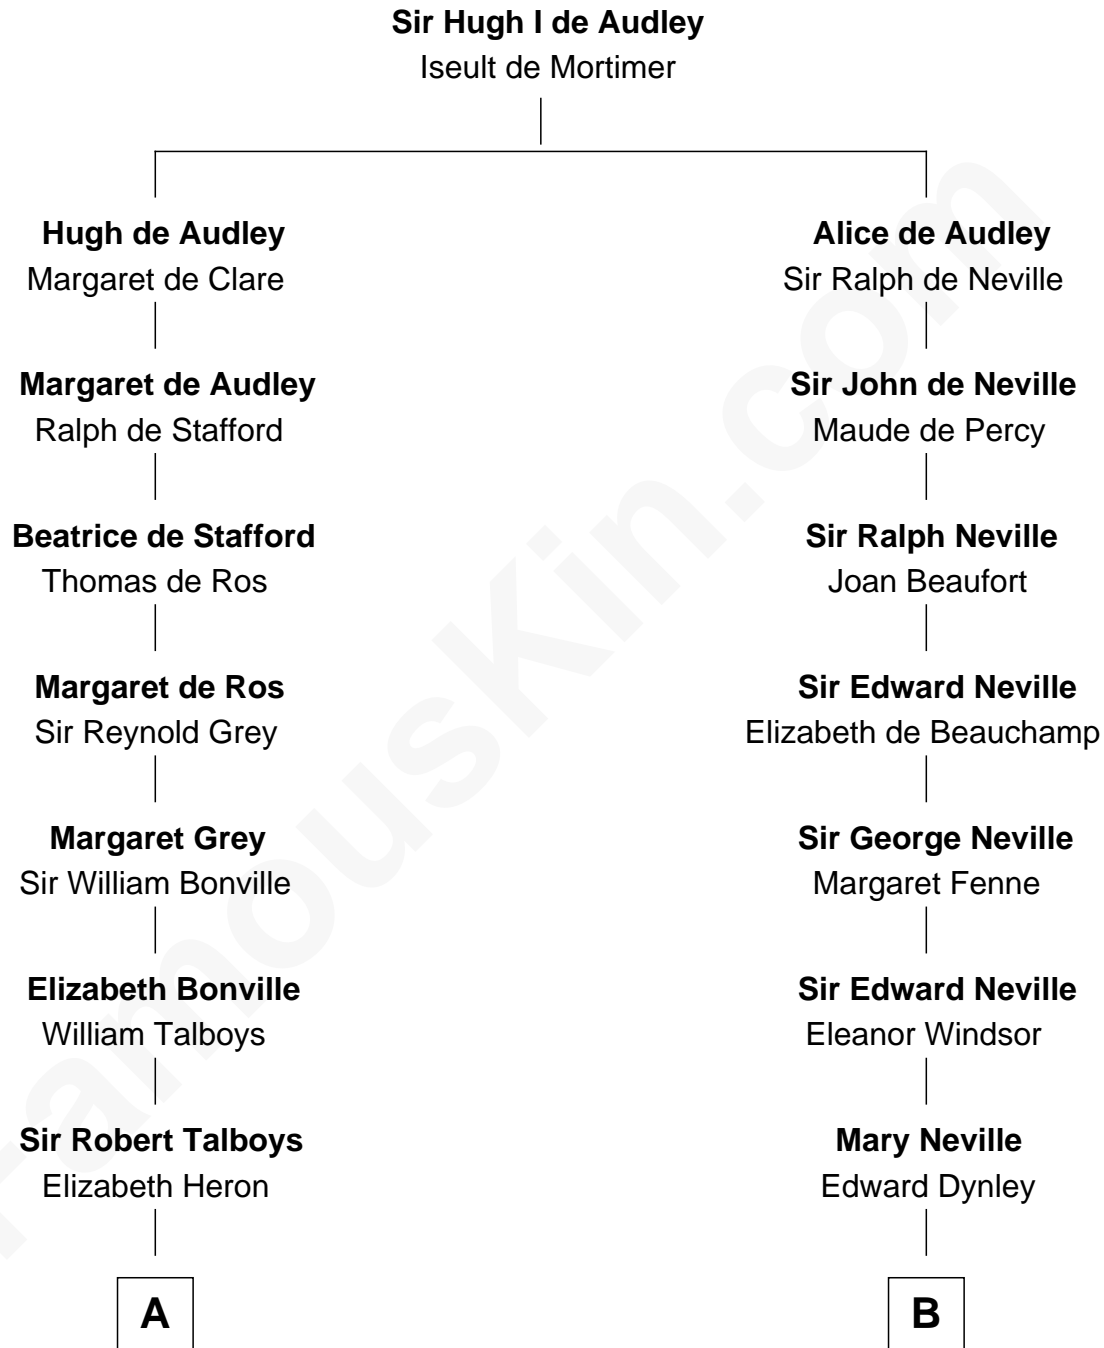 Sir Hugh I de Audley
Iseult de Mortimer
Hugh de Audley
Margaret de Clare
Alice de Audley
Sir Ralph de Neville
Margaret de Audley
Ralph de Stafford
Sir John de Neville
Maude de Percy
Beatrice de Stafford
Thomas de Ros
Sir Ralph Neville
Joan Beaufort
Margaret de Ros
Sir Reynold Grey
Sir Edward Neville
Elizabeth de Beauchamp
Margaret Grey
Sir William Bonville
Sir George Neville
Margaret Fenne
Elizabeth Bonville
William Talboys
Sir Edward Neville
Eleanor Windsor
Sir Robert Talboys
Elizabeth Heron
Mary Neville
Edward Dynley
A
B
FamousKin.com